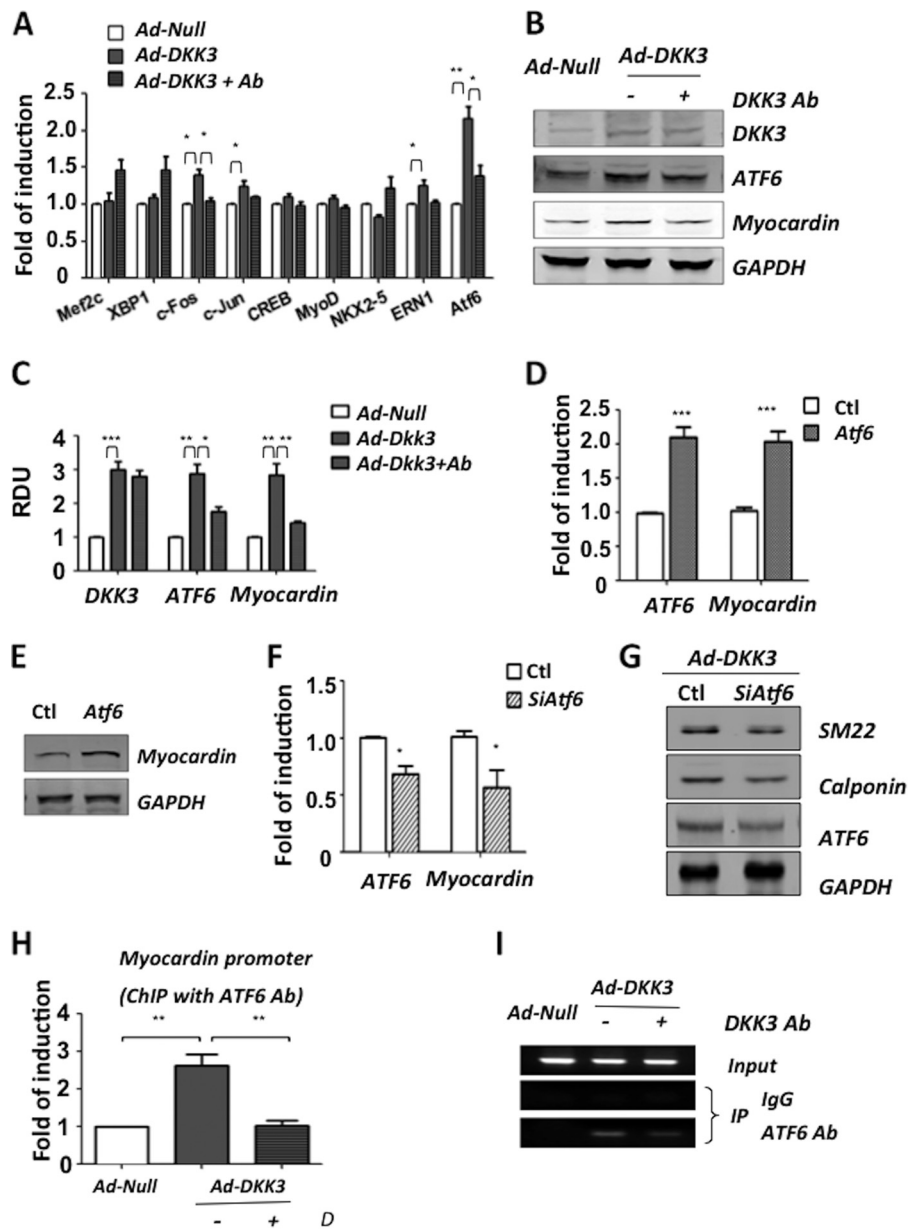 A
Ad-Null
Ad-DKK3
Ad-DKK3 + Ab
Fold of induction
2.5
2.0
1.5
1.0
0.5
0
* * * * ** *
Mef2c XBP1 c-Fos c-Jun CREB MyoD NKX2-5 ERN1 Atf6
B
Ad-Null Ad-DKK3
- + DKK3 Ab
DKK3
ATF6
Myocardin
GAPDH
C
Ad-Null
Ad-Dkk3
Ad-Dkk3+Ab
RDU
4
3
2
1
0
*** ** * ** **
DKK3 ATF6 Myocardin
D
Ctl
Atf6
Fold of induction
2.5
2.0
1.0
0.5
0.0
*** ***
ATF6 Myocardin
E
Ctl Atf6
Myocardin
GAPDH
F
Ctl
SiAtf6
Fold of induction
1.5
1.0
0.5
0
* *
ATF6 Myocardin
G
Ad-DKK3
Ctl SiAtf6
SM22
Calponin
ATF6
GAPDH
H
Myocardin promoter
(ChIP with ATF6 Ab)
** **
Fold of induction
4
3
2
1
0
Ad-Null Ad-DKK3
- + D
I
Ad-DKK3
Ad-Null - + DKK3 Ab
Input
IgG
IP
ATF6 Ab